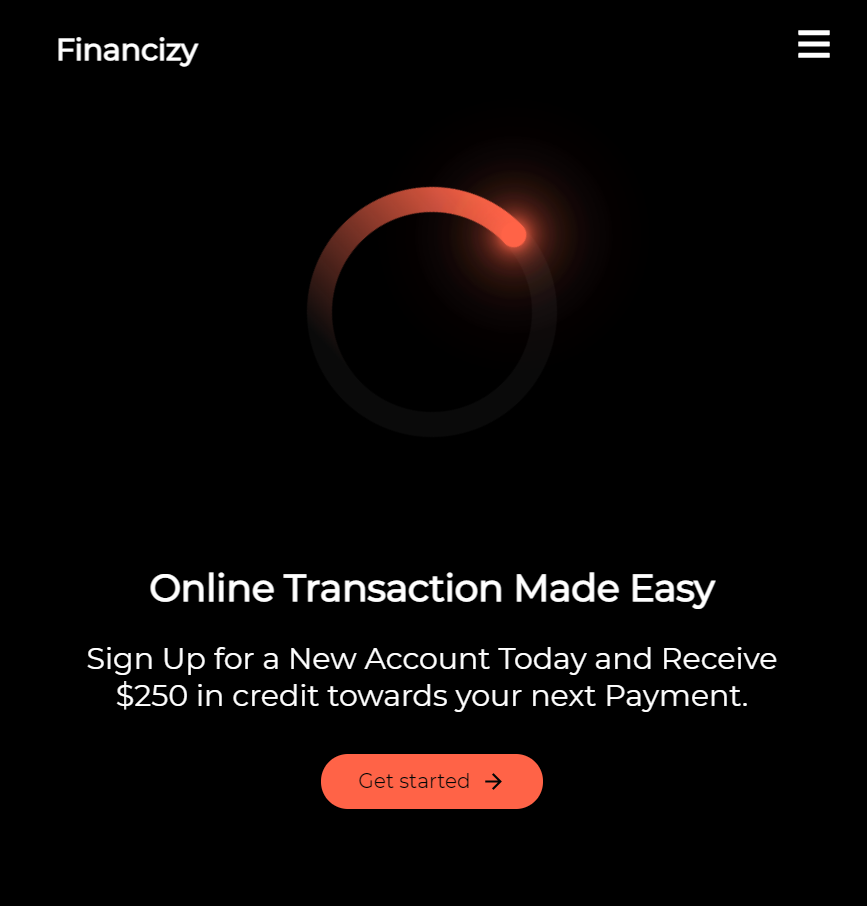 Financizy
Online Transaction Made Easy
Sign Up for a New Account Today and Receive
$250 in credit towards your next Payment.
Get started